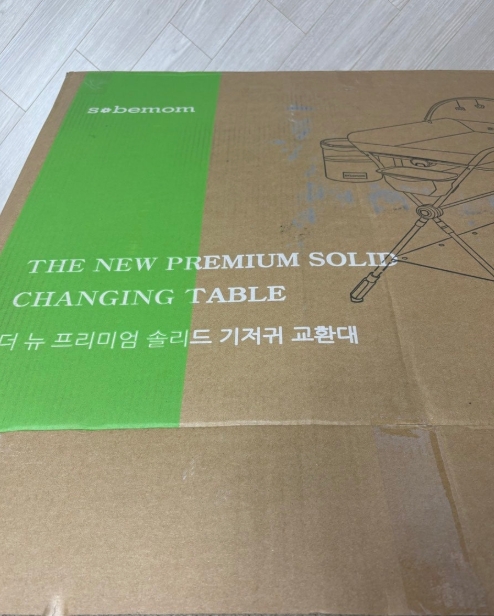 sobemom
THE NEW PREMIUM SOLID
CHANGING TABLE
더 뉴 프리미엄 솔리드 기저귀 교환대